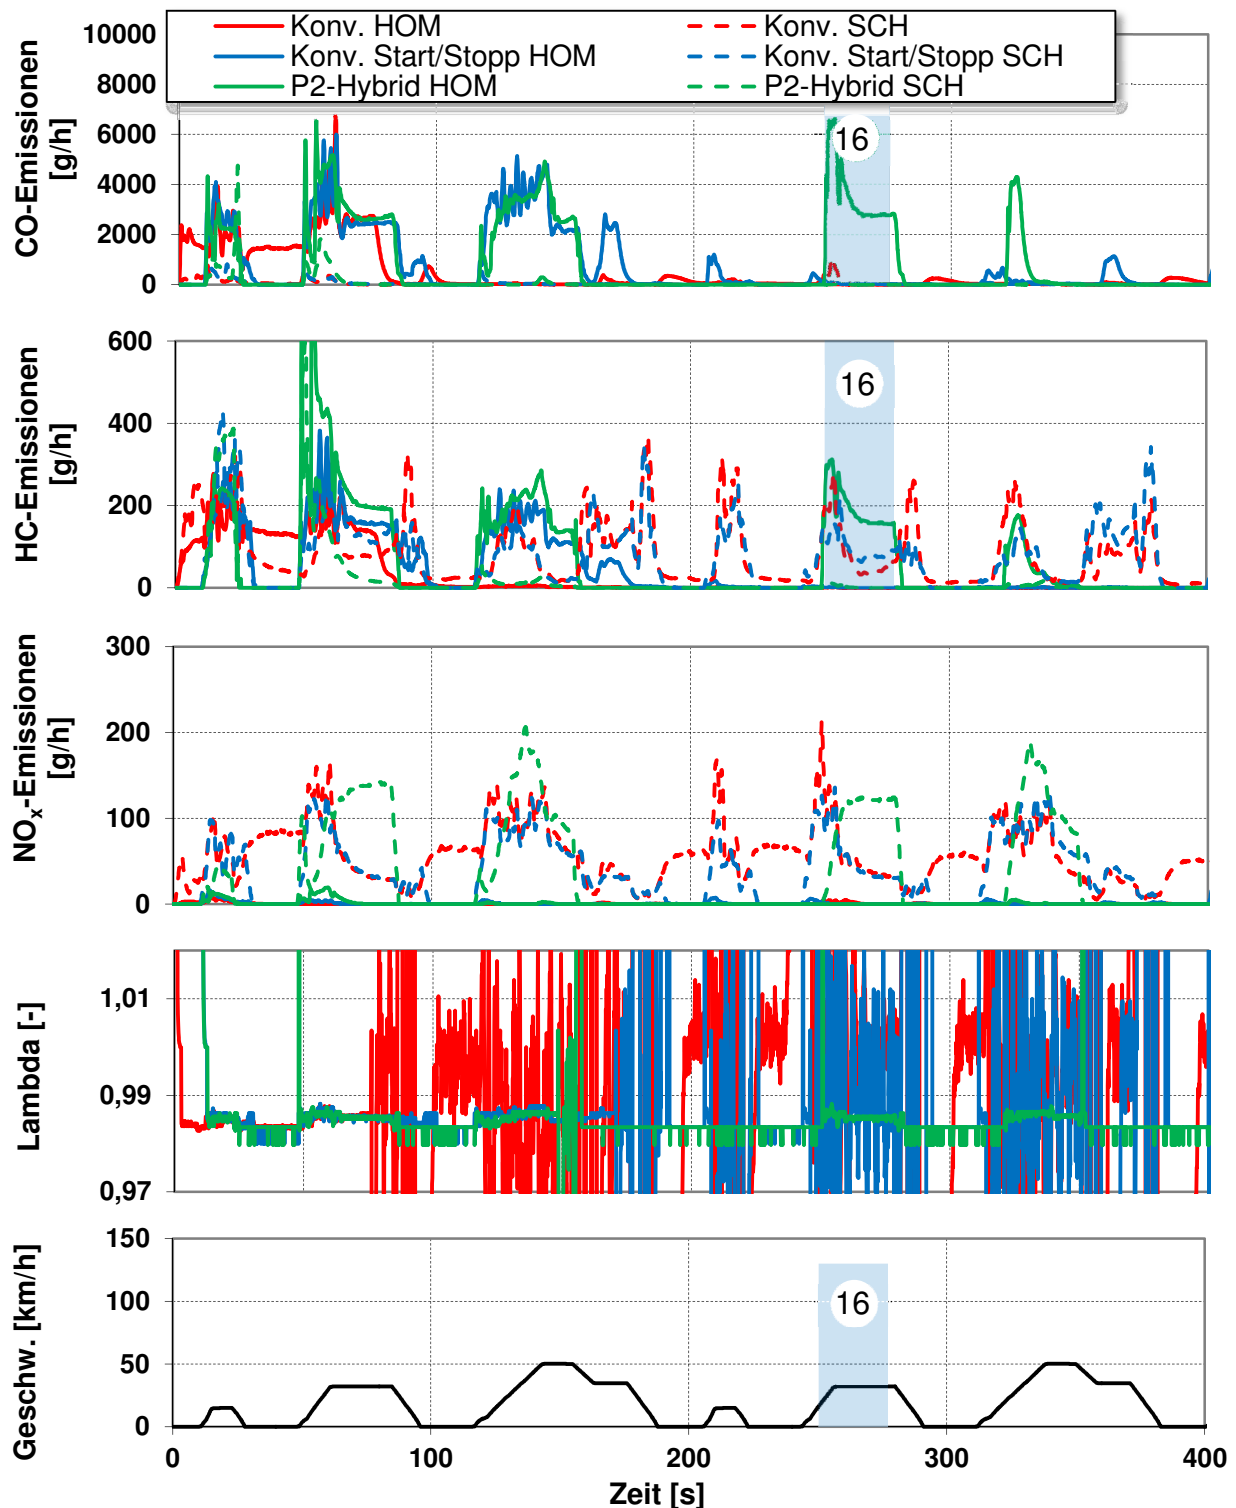 Konv. HOM
Konv. SCH
Konv. Start/Stopp HOM
Konv. Start/Stopp SCH
P2-Hybrid HOM
P2-Hybrid SCH
CO-Emissionen
[g/h]
10000
8000
6000
4000
2000
0
16
HC-Emissionen
[g/h]
600
400
200
0
16
NOx-Emissionen
[g/h]
300
200
100
0
Lambda [-]
1,01
0,99
0,97
Geschw. [km/h]
150
100
50
0
16
0
100
200
300
400
Zeit [s]